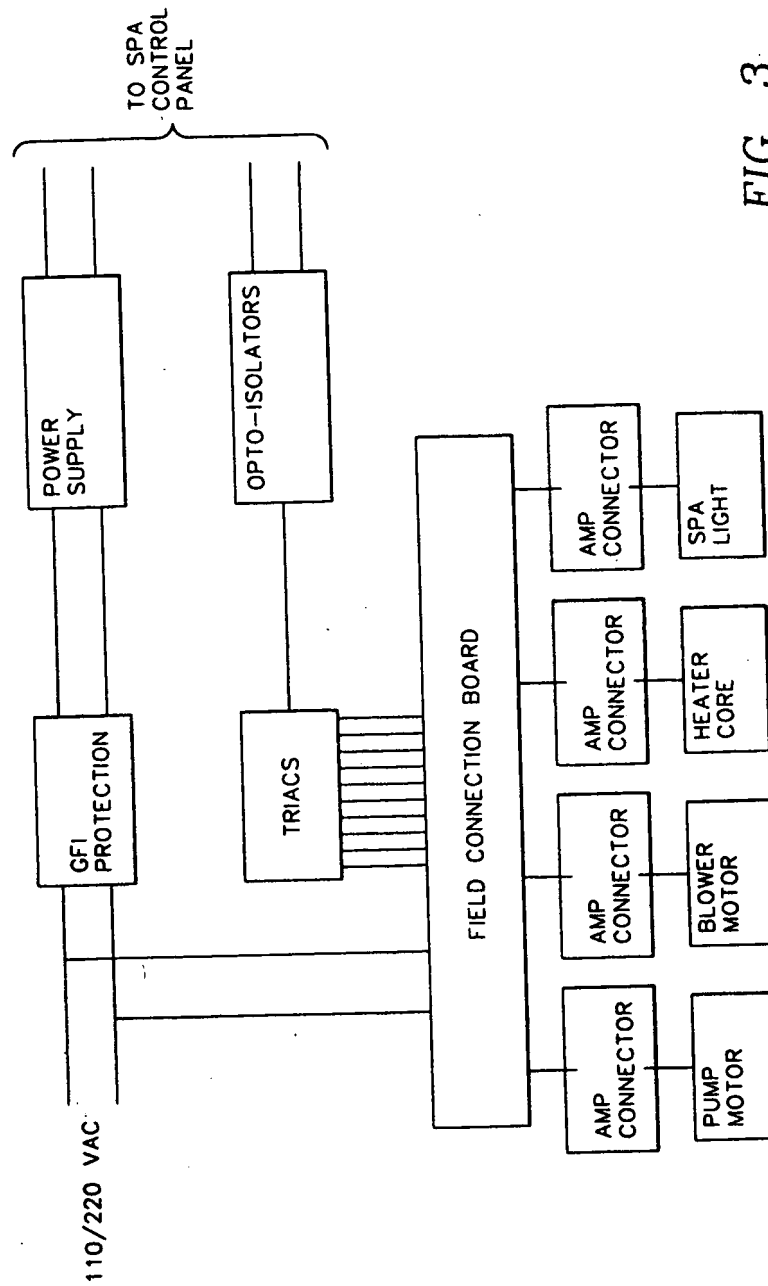 110/220 VAC
GFI
PROTECTION
POWER
SUPPLY
TO SPA
CONTROL
PANEL
TRIACS
OPTO-ISOLATORS
FIELD CONNECTION BOARD
AMP
CONNECTOR
AMP
CONNECTOR
AMP
CONNECTOR
AMP
CONNECTOR
PUMP
MOTOR
BLOWER
MOTOR
HEATER
CORE
SPA
LIGHT
FIG. 3